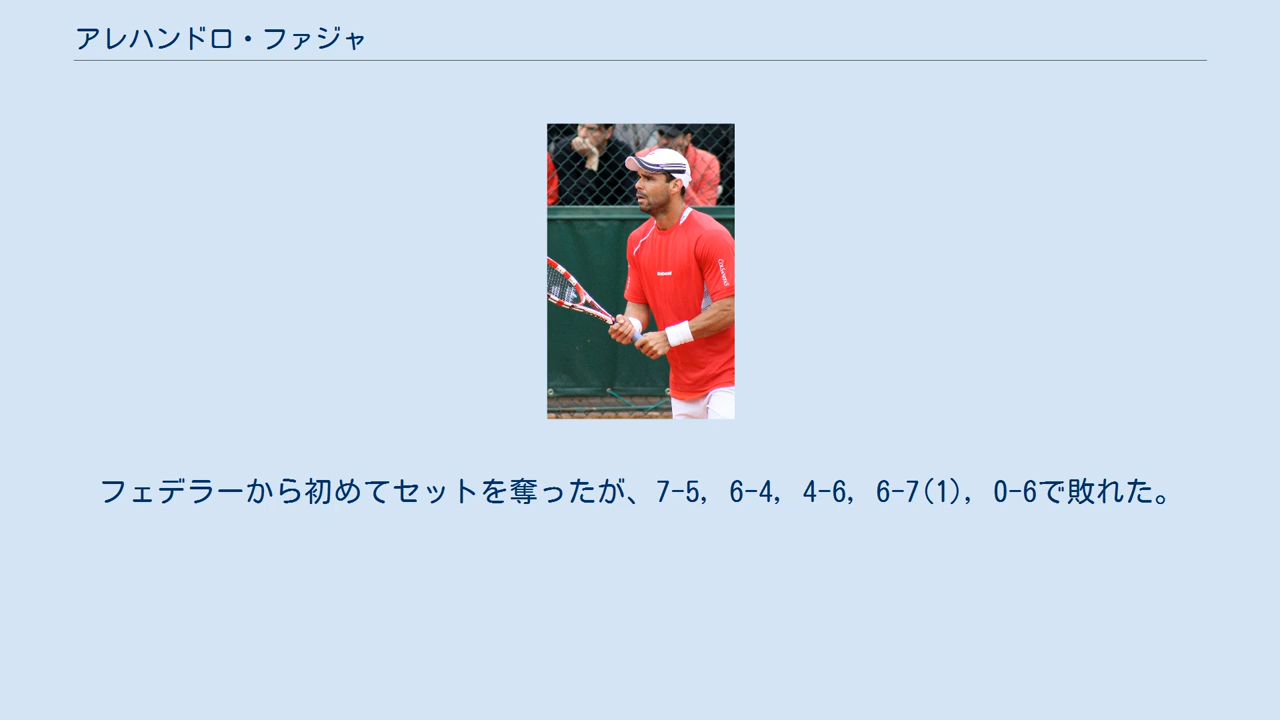 アレハンドロ・ファジャ
フェデラーから初めてセットを奪ったが、7-5, 6-4, 4-6, 6-7(1), 0-6で敗れた。